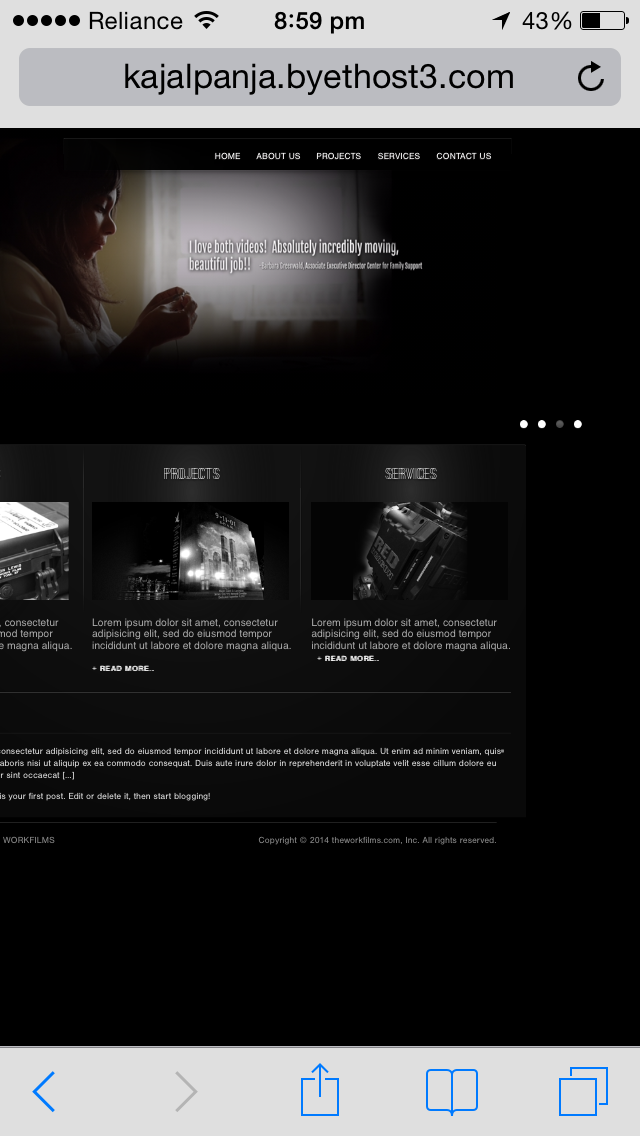 Reliance 8:59 pm 43%
kajalpanja.byethost3.com
HOME ABOUT US PROJECTS SERVICES CONTACT US
I love both videos! Absolutely incredibly moving,
beautiful job!! -Barbara Greenwald, Associate Executive Director Center for Family Support
PROJECTS SERVICES
9-11-01
RED
, consectetur Lorem ipsum dolor sit amet, consectetur Lorem ipsum dolor sit amet, consectetur
mod tempor adipisicing elit, sed do eiusmod tempor adipisicing elit, sed do eiusmod tempor
e magna aliqua. incididunt ut labore et dolore magna aliqua. incididunt ut labore et dolore magna aliqua.
+ READ MORE.. + READ MORE..
consectetur adipisicing elit, sed do eiusmod tempor incididunt ut labore et dolore magna aliqua. Ut enim ad minim veniam, quis
aboris nisi ut aliquip ex ea commodo consequat. Duis aute irure dolor in reprehenderit in voluptate velit esse cillum dolore eu
r sint occaecat [...]
is your first post. Edit or delete it, then start blogging!
WORKFILMS Copyright © 2014 theworkfilms.com, Inc. All rights reserved.